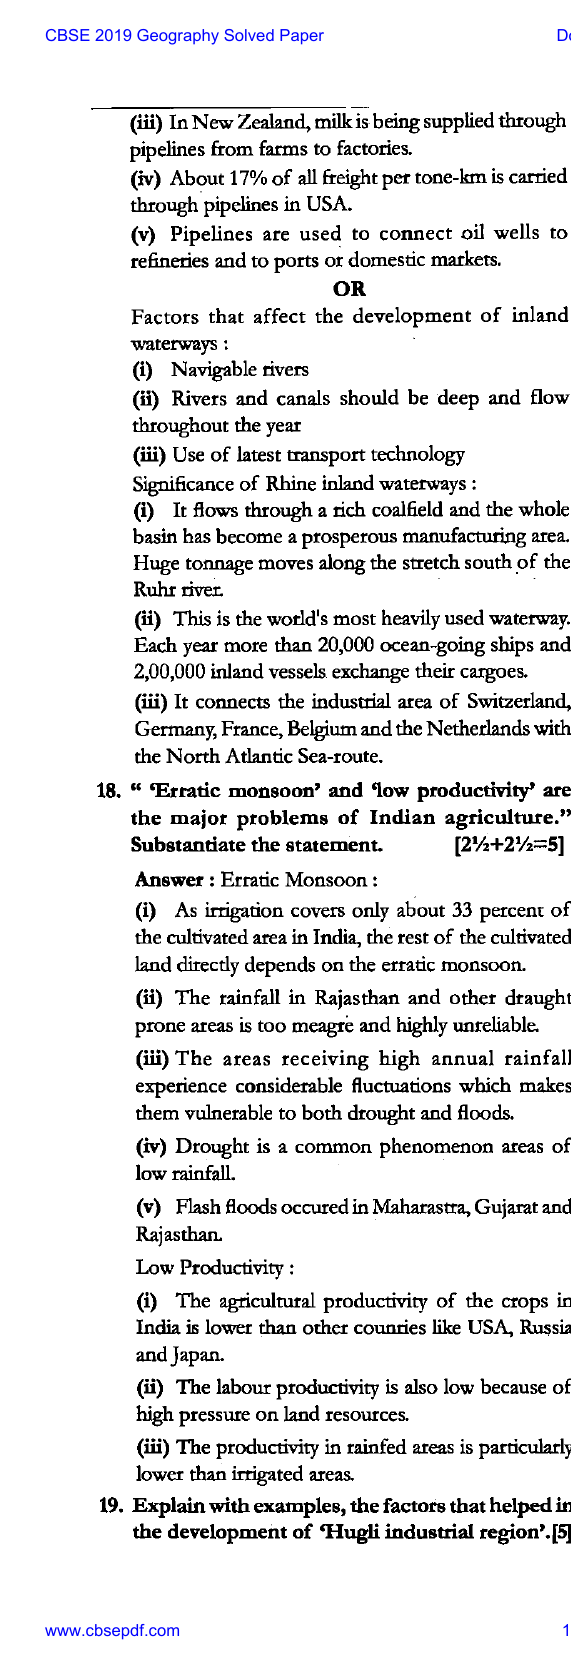 CBSE 2019 Geography Solved Paper
(iii) In New Zealand, milk is being supplied through
pipelines from farms to factories.
(iv) About 17% of all freight per tone-km is carried
through pipelines in USA.
(v) Pipelines are used to connect oil wells to
refineries and to ports or domestic markets.
OR
Factors that affect the development of inland
waterways :
(i) Navigable rivers
(ii) Rivers and canals should be deep and flow
throughout the year
(iii) Use of latest transport technology
Significance of Rhine inland waterways :
(i) It flows through a rich coalfield and the whole
basin has become a prosperous manufacturing area.
Huge tonnage moves along the stretch south of the
Ruhr river.
(ii) This is the world's most heavily used waterway.
Each year more than 20,000 ocean-going ships and
2,00,000 inland vessels exchange their cargoes.
(iii) It connects the industrial area of Switzerland,
Germany, France, Belgium and the Netherlands with
the North Atlantic Sea-route.
18. “ ‘Erratic monsoon’ and ‘low productivity’ are
the major problems of Indian agriculture.”
Substantiate the statement. [2½+2½=5]
Answer : Erratic Monsoon :
(i) As irrigation covers only about 33 percent of
the cultivated area in India, the rest of the cultivated
land directly depends on the erratic monsoon.
(ii) The rainfall in Rajasthan and other draught
prone areas is too meagre and highly unreliable.
(iii) The areas receiving high annual rainfall
experience considerable fluctuations which makes
them vulnerable to both drought and floods.
(iv) Drought is a common phenomenon areas of
low rainfall.
(v) Flash floods occured in Maharastra, Gujarat and
Rajasthan.
Low Productivity :
(i) The agricultural productivity of the crops in
India is lower than other counries like USA, Russia
and Japan.
(ii) The labour productivity is also low because of
high pressure on land resources.
(iii) The productivity in rainfed areas is particularly
lower than irrigated areas.
19. Explain with examples, the factors that helped in
the development of ‘Hugli industrial region’.[5]
www.cbsepdf.com